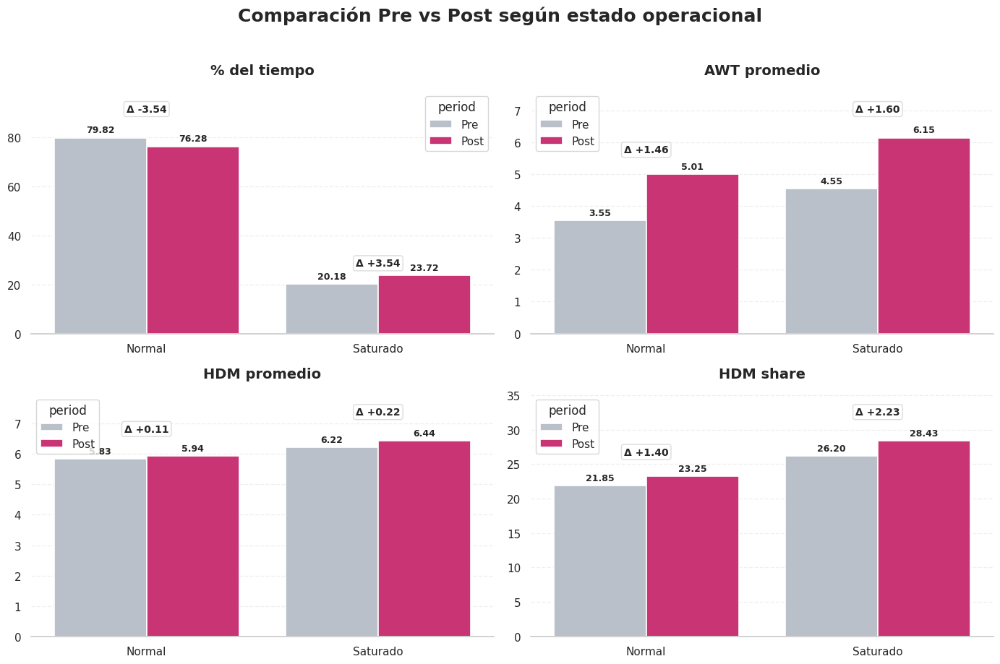 Comparación Pre vs Post según estado operacional
% del tiempo
Δ -3.54
79.82
76.28
Δ +3.54
20.18
23.72
period
Pre
Post
80
60
40
20
0
Normal
Saturado
AWT promedio
period
Pre
Post
Δ +1.46
3.55
5.01
Δ +1.60
4.55
6.15
7
6
5
4
3
2
1
0
Normal
Saturado
HDM promedio
period
Pre
Post
Δ +0.11
5.83
5.94
Δ +0.22
6.22
6.44
7
6
5
4
3
2
1
0
Normal
Saturado
HDM share
period
Pre
Post
Δ +1.40
21.85
23.25
Δ +2.23
26.20
28.43
35
30
25
20
15
10
5
0
Normal
Saturado